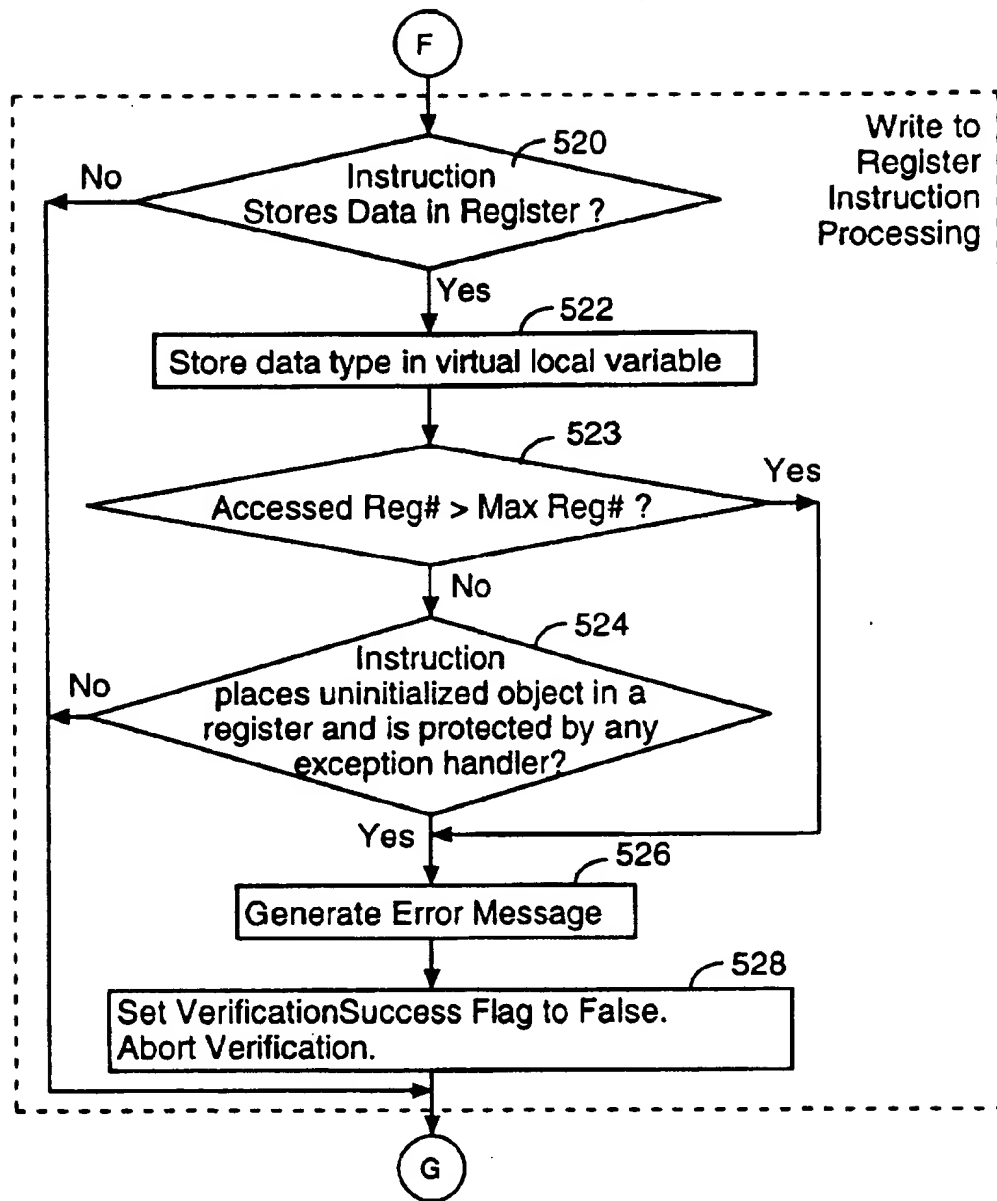 F
Write to
Register
Instruction
Processing
520
No
Instruction
Stores Data in Register ?
Yes
522
Store data type in virtual local variable
523
Yes
Accessed Reg# > Max Reg# ?
No
524
Instruction
No
places uninitialized object in a
register and is protected by any
exception handler?
Yes
526
Generate Error Message
528
Set VerificationSuccess Flag to False.
Abort Verification.
G